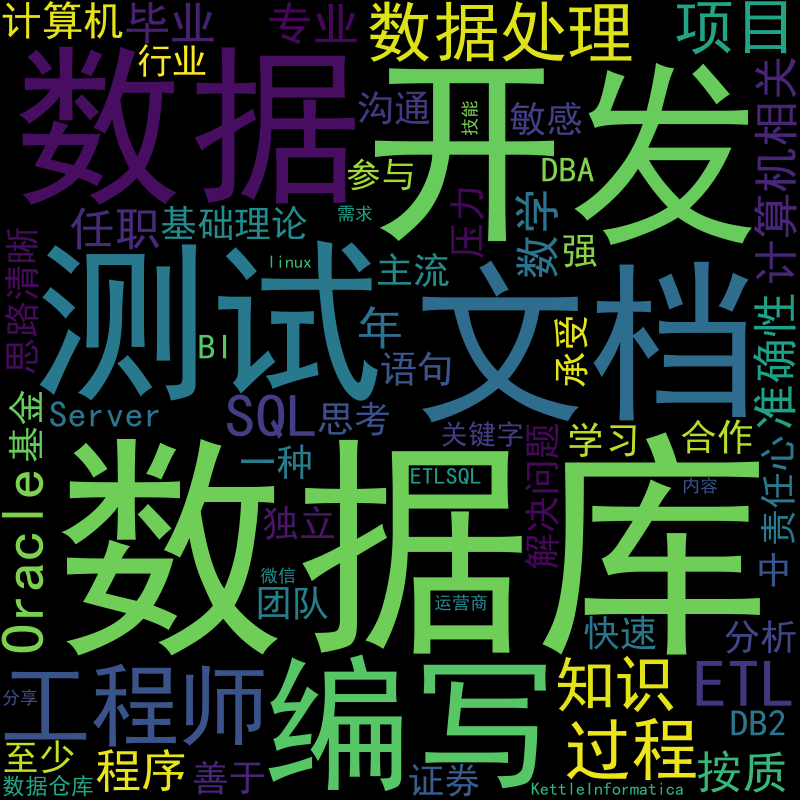 计算机
毕业
专业
数据处理
项目
行业
数据
开发
沟通
技能
敏感
计算机相关
参与
DBA
任职
基础理论
需求
压力
数学
强
思路清晰
测试
linux
主流
文档
准确性
BI
年
语句
承受
基金
Server
SQL
思考
关键字
解决问题
学习
合作
责任心
Oracle
一种
ETLSQL
内容
数据库
独立
中
微信
团队
运营商
快速
分析
工程师
编写
知识
ETL
分享
DB2
过程
至少
程序
善于
证券
按质
数据仓库
KettleInformatica